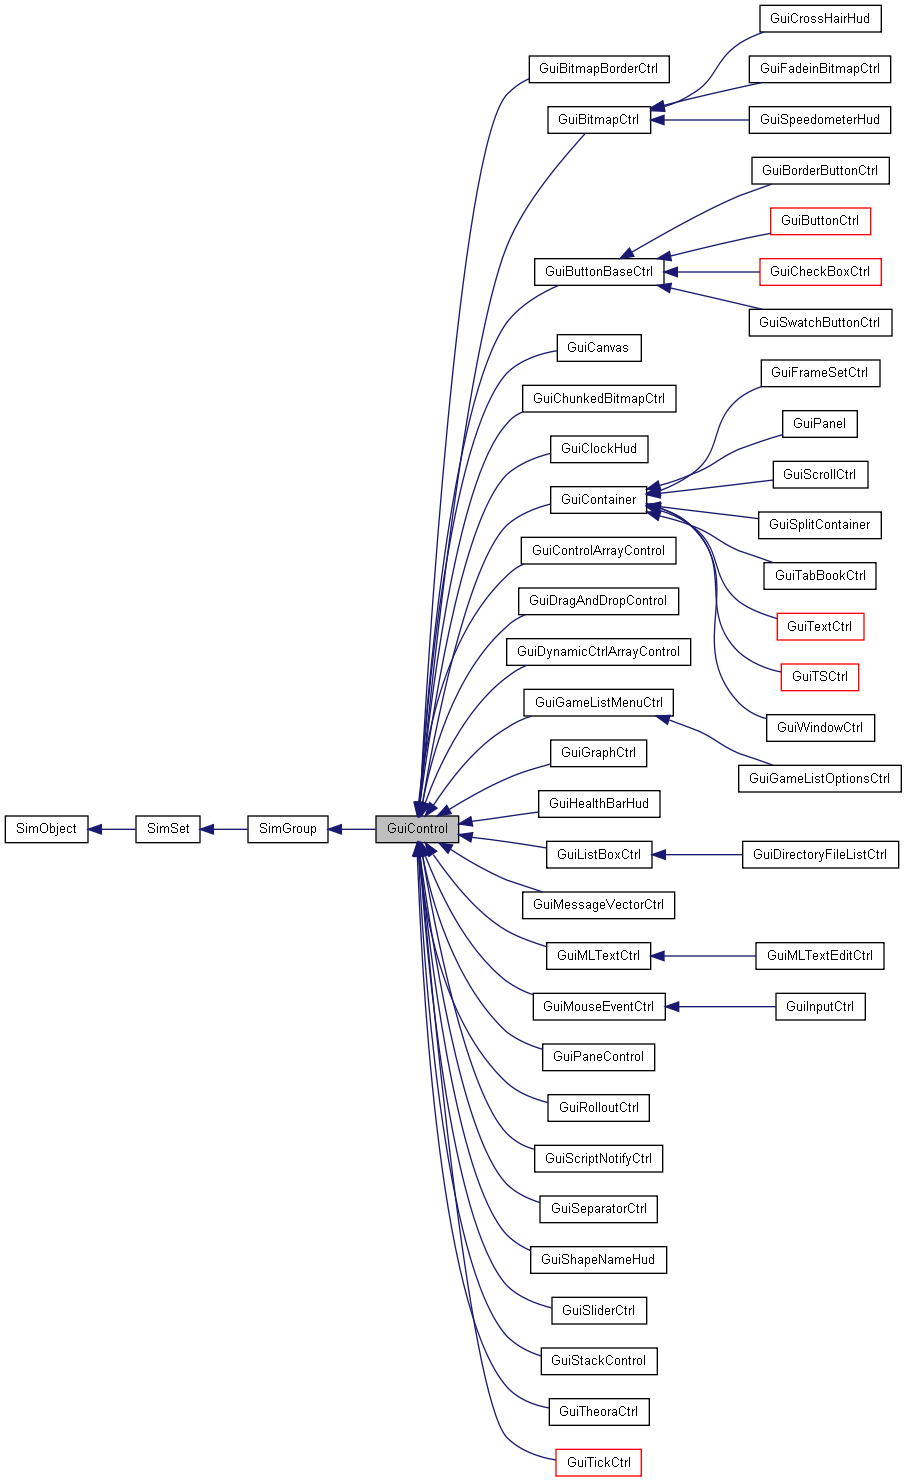 GuiCrossHairHud
GuiBitmapBorderCtrl
GuiFadeinBitmapCtrl
GuiBitmapCtrl
GuiSpeedometerHud
GuiBorderButtonCtrl
GuiButtonCtrl
GuiButtonBaseCtrl
GuiCheckBoxCtrl
GuiSwatchButtonCtrl
GuiCanvas
GuiFrameSetCtrl
GuiChunkedBitmapCtrl
GuiPanel
GuiClockHud
GuiScrollCtrl
GuiContainer
GuiSplitContainer
GuiControlArrayControl
GuiTabBookCtrl
GuiDragAndDropControl
GuiTextCtrl
GuiDynamicCtrlArrayControl
GuiTSCtrl
GuiGameListMenuCtrl
GuiWindowCtrl
GuiGraphCtrl
GuiGameListOptionsCtrl
GuiHealthBarHud
SimObject
SimSet
SimGroup
GuiControl
GuiListBoxCtrl
GuiDirectoryFileListCtrl
GuiMessageVectorCtrl
GuiMLTextCtrl
GuiMLTextEditCtrl
GuiMouseEventCtrl
GuiInputCtrl
GuiPaneControl
GuiRolloutCtrl
GuiScriptNotifyCtrl
GuiSeparatorCtrl
GuiShapeNameHud
GuiSliderCtrl
GuiStackControl
GuiTheoraCtrl
GuiTickCtrl